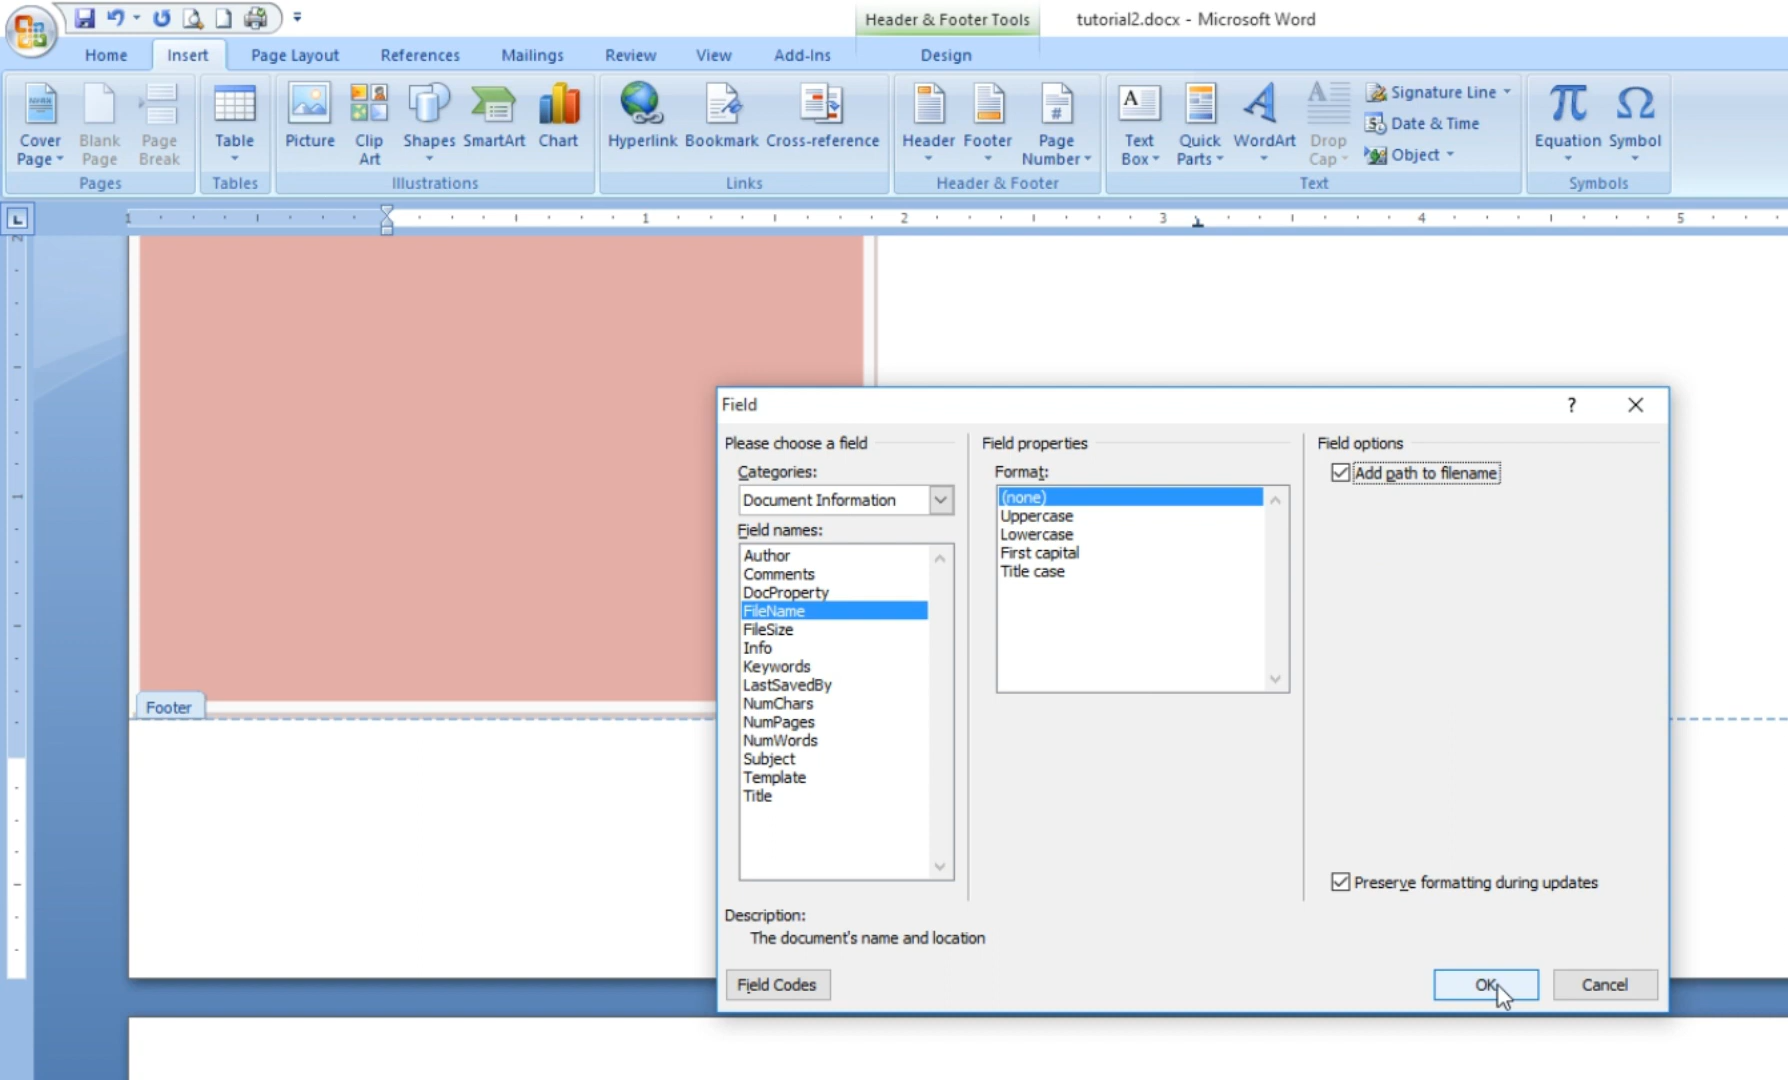 Header & Footer Tools
tutorial2.docx - Microsoft Word
Home Insert Page Layout References Mailings Review View Add-Ins Design
Cover Page
Blank Page
Page Break
Pages
Table
Tables
Picture
Clip Art
Shapes
SmartArt
Chart
Illustrations
Hyperlink
Bookmark
Cross-reference
Links
Header
Footer
Page Number
Header & Footer
Text Box
Quick Parts
WordArt
Drop Cap
Signature Line
Date & Time
Object
Text
Equation
Symbol
Symbols
1 1 2 3 4 5
Field
Please choose a field
Categories:
Document Information
Field names:
Author
Comments
DocProperty
FileName
FileSize
Info
Keywords
LastSavedBy
NumChars
NumPages
NumWords
Subject
Template
Title
Field properties
Format:
(none)
Uppercase
Lowercase
First capital
Title case
Field options
Add path to filename
Preserve formatting during updates
Description:
The document's name and location
Field Codes
OK
Cancel
Footer